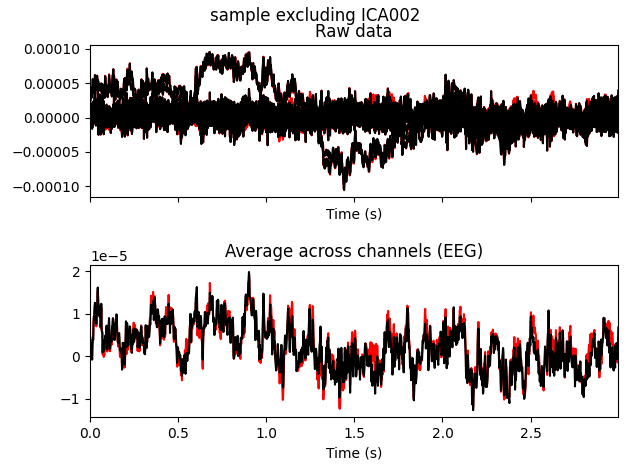 sample excluding ICA002
Raw data
0.00010
0.00005
0.00000
−0.00005
−0.00010
Time (s)
Average across channels (EEG)
1e−5
2
1
0
−1
0.0 0.5 1.0 1.5 2.0 2.5
Time (s)